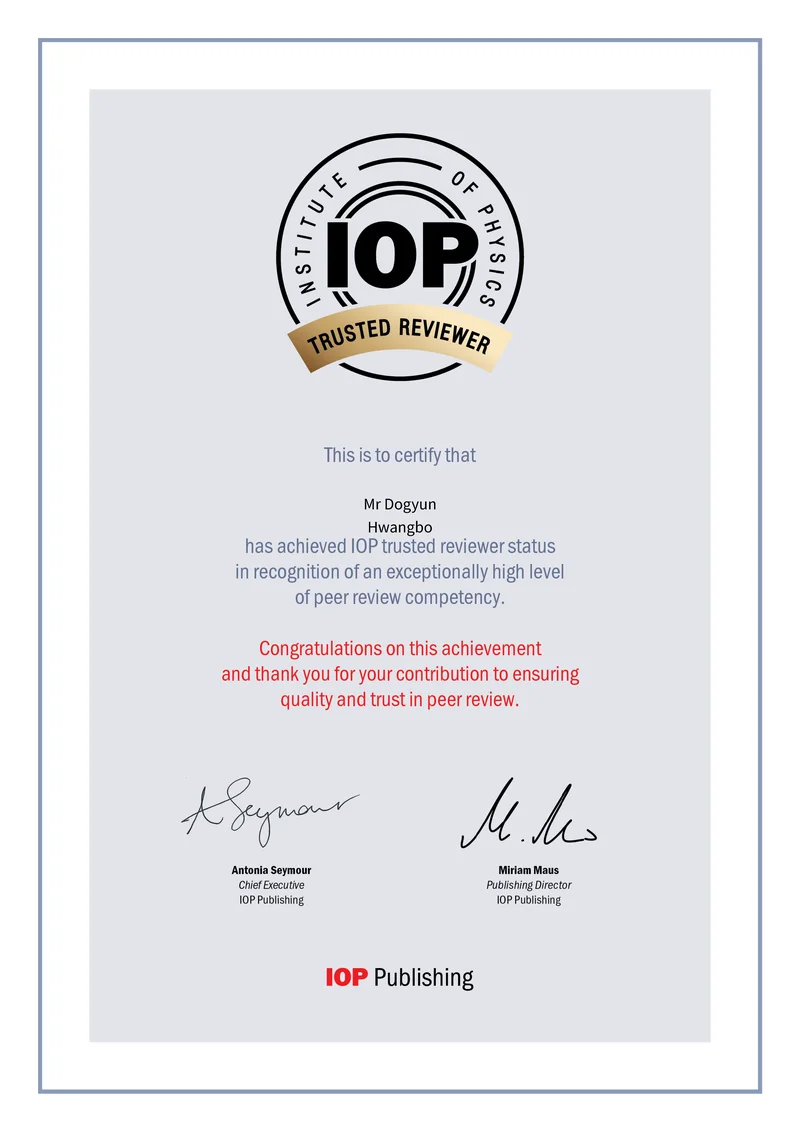 INSTITUTE OF PHYSICS
IOP
TRUSTED REVIEWER
This is to certify that
Mr Dogyun
Hwangbo
has achieved IOP trusted reviewer status
in recognition of an exceptionally high level
of peer review competency.
Congratulations on this achievement
and thank you for your contribution to ensuring
quality and trust in peer review.
A Seymour
M. Maus
Antonia Seymour
Chief Executive
IOP Publishing
Miriam Maus
Publishing Director
IOP Publishing
IOP Publishing